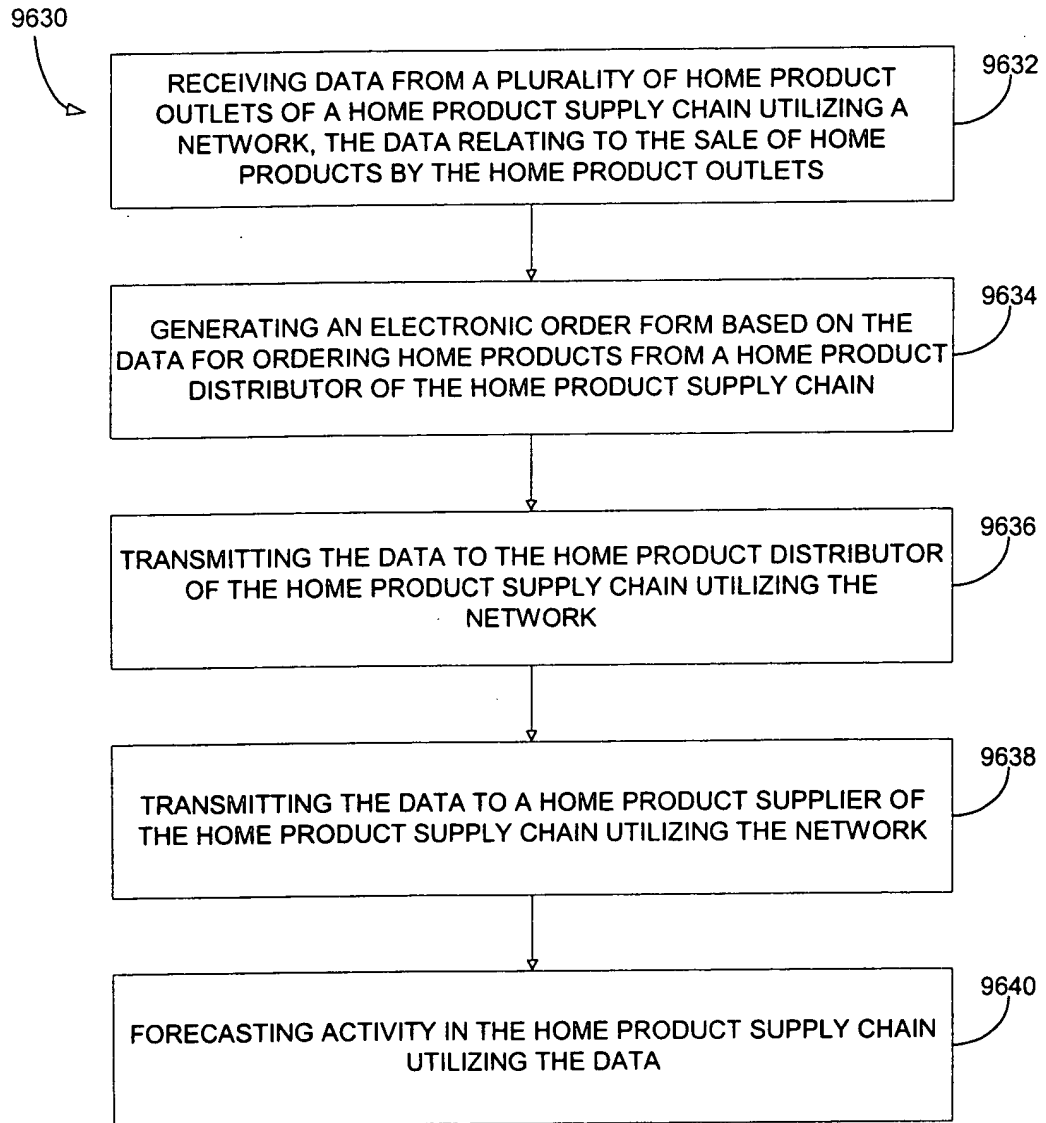 9630
9632
RECEIVING DATA FROM A PLURALITY OF HOME PRODUCT
OUTLETS OF A HOME PRODUCT SUPPLY CHAIN UTILIZING A
NETWORK, THE DATA RELATING TO THE SALE OF HOME
PRODUCTS BY THE HOME PRODUCT OUTLETS
9634
GENERATING AN ELECTRONIC ORDER FORM BASED ON THE
DATA FOR ORDERING HOME PRODUCTS FROM A HOME PRODUCT
DISTRIBUTOR OF THE HOME PRODUCT SUPPLY CHAIN
9636
TRANSMITTING THE DATA TO THE HOME PRODUCT DISTRIBUTOR
OF THE HOME PRODUCT SUPPLY CHAIN UTILIZING THE
NETWORK
9638
TRANSMITTING THE DATA TO A HOME PRODUCT SUPPLIER OF
THE HOME PRODUCT SUPPLY CHAIN UTILIZING THE NETWORK
9640
FORECASTING ACTIVITY IN THE HOME PRODUCT SUPPLY CHAIN
UTILIZING THE DATA